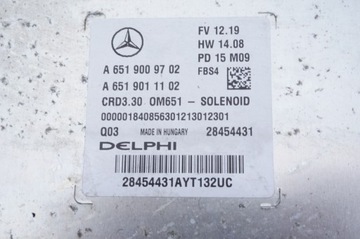 FV 12.19
HW 14.08
PD 15 M09
A 651 900 97 02
FBS4
A 651 901 11 02
CRD3.30 OM651 - SOLENOID
000001840856301213012301
Q03 MADE IN HUNGARY 28454431
DELPHI
28454431AYT132UC